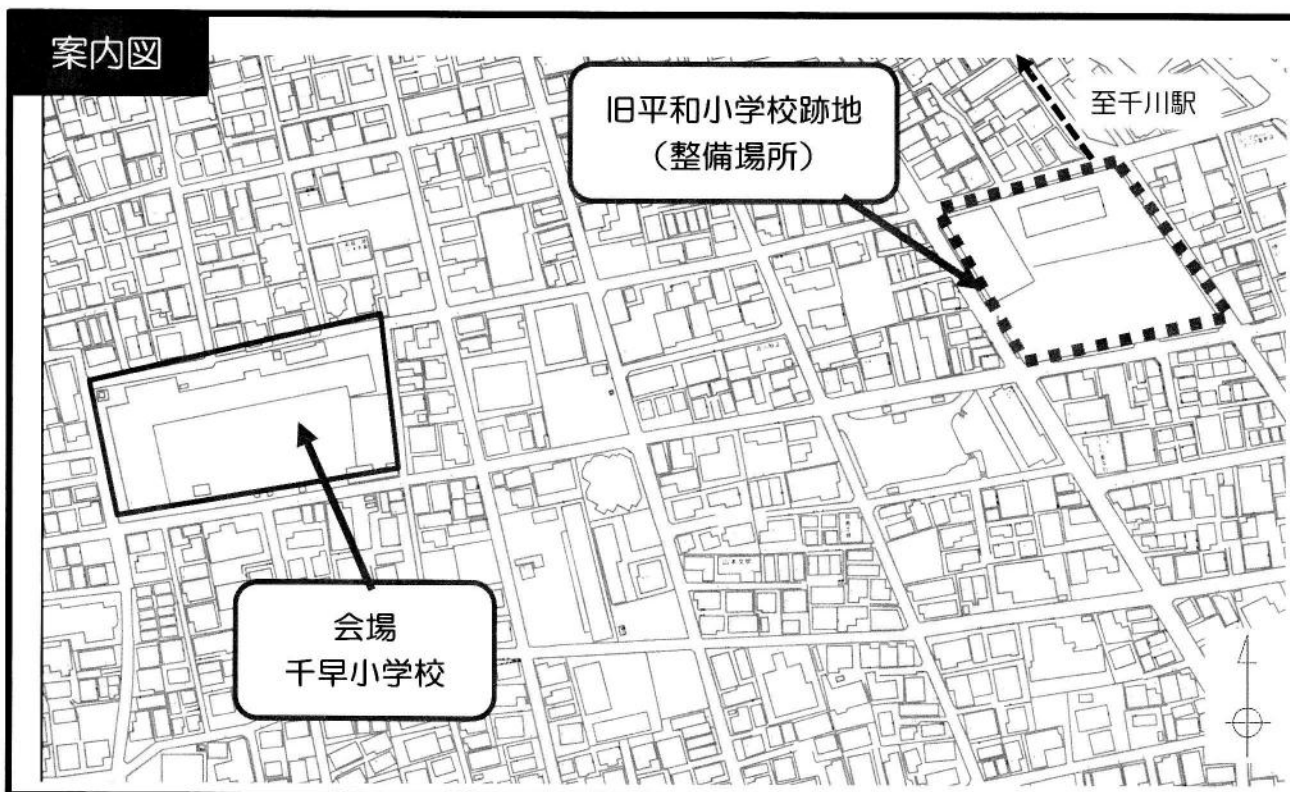 案内図
旧平和小学校跡地
（整備場所）
至千川駅
会場
千早小学校